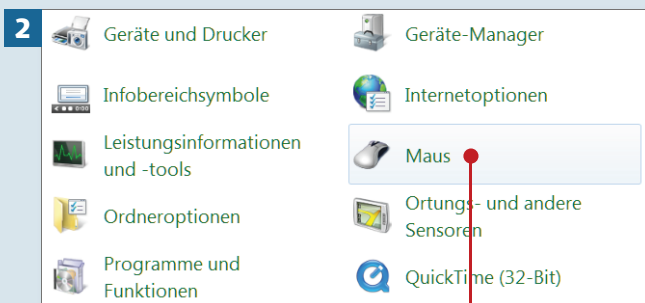 2
Geräte und Drucker
Geräte-Manager
Infobereichsymbole
Internetoptionen
Leistungsinformationen
und -tools
Maus
Ordneroptionen
Ortungs- und andere
Sensoren
Programme und
Funktionen
QuickTime (32-Bit)